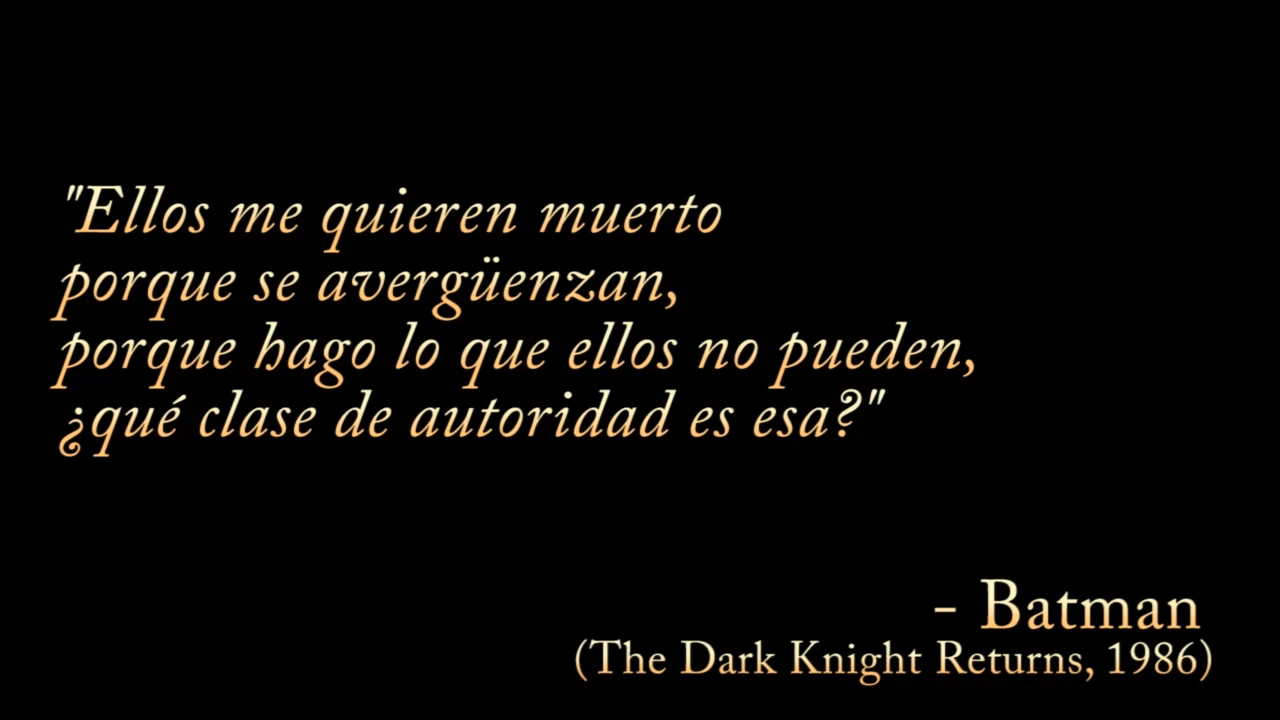 "Ellos me quieren muerto
porque se avergüenzan,
porque hago lo que ellos no pueden,
¿qué clase de autoridad es esa?"
- Batman
(The Dark Knight Returns, 1986)